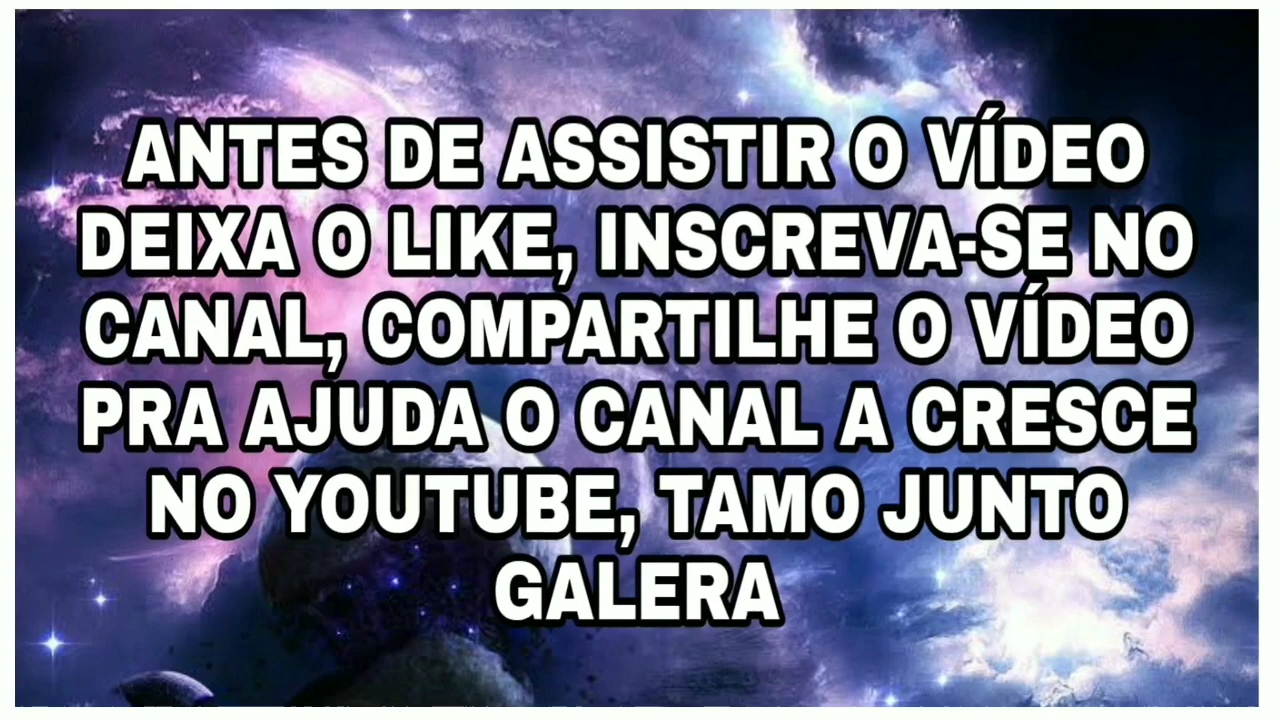 ANTES DE ASSISTIR O VÍDEO
DEIXA O LIKE, INSCREVA-SE NO
CANAL, COMPARTILHE O VÍDEO
PRA AJUDA O CANAL A CRESCE
NO YOUTUBE, TAMO JUNTO
GALERA